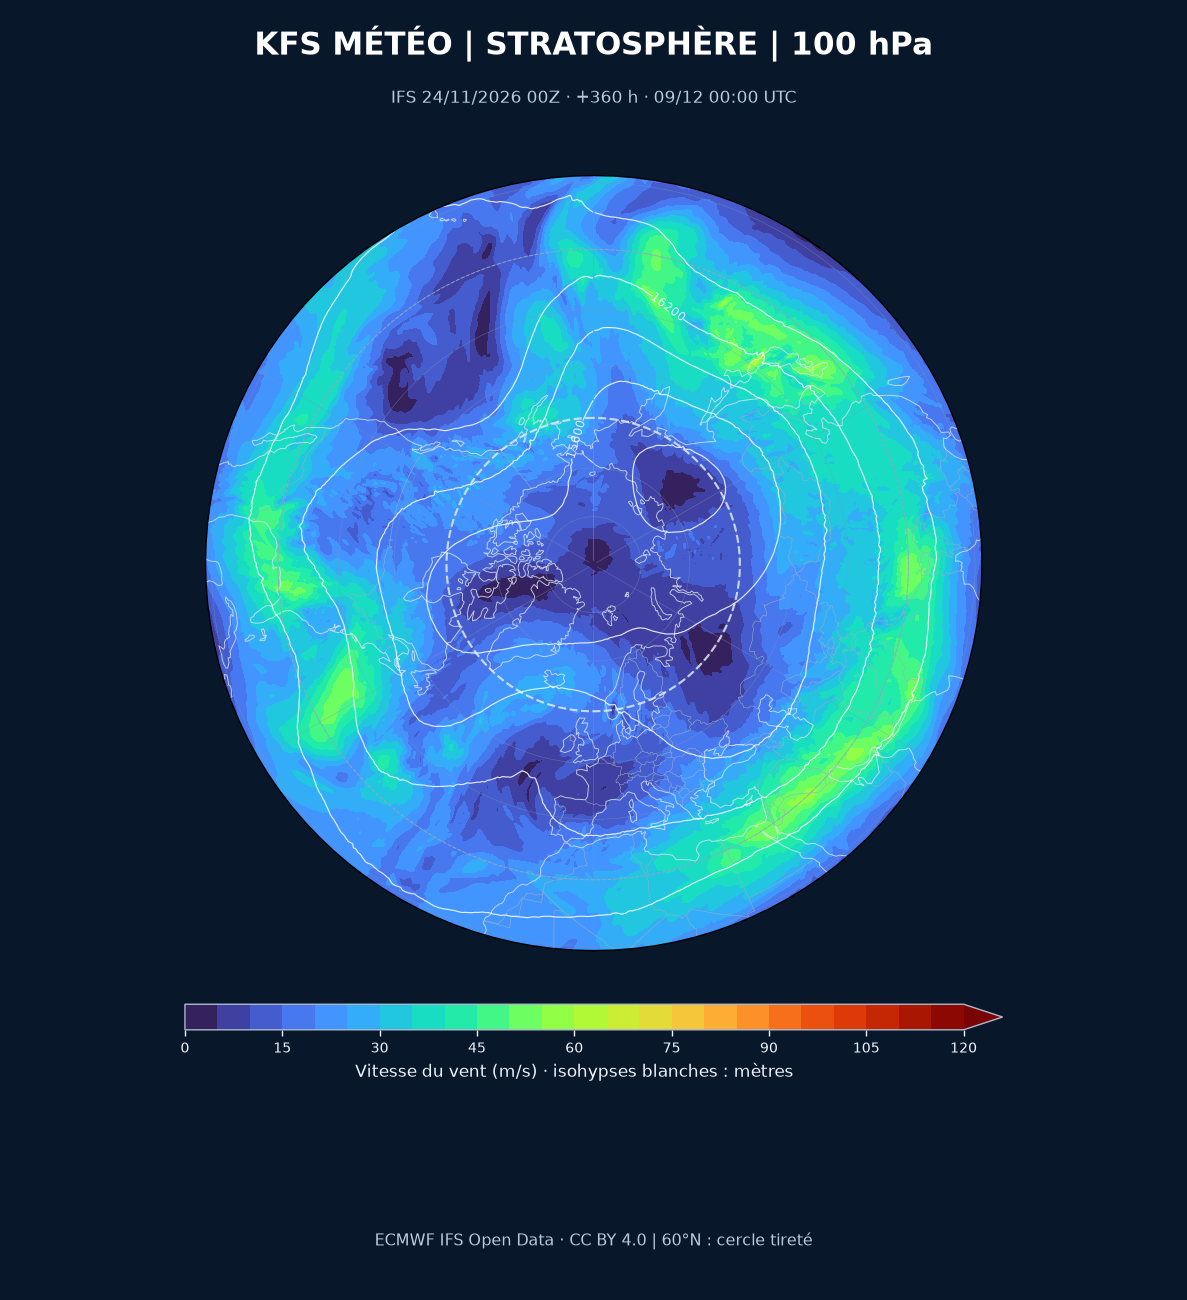 KFS MÉTÉO | STRATOSPHÈRE | 100 hPa
IFS 24/11/2026 00Z · +360 h · 09/12 00:00 UTC
16200
15600
0 15 30 45 60 75 90 105 120
Vitesse du vent (m/s) · isohypses blanches : mètres
ECMWF IFS Open Data · CC BY 4.0 | 60°N : cercle tireté